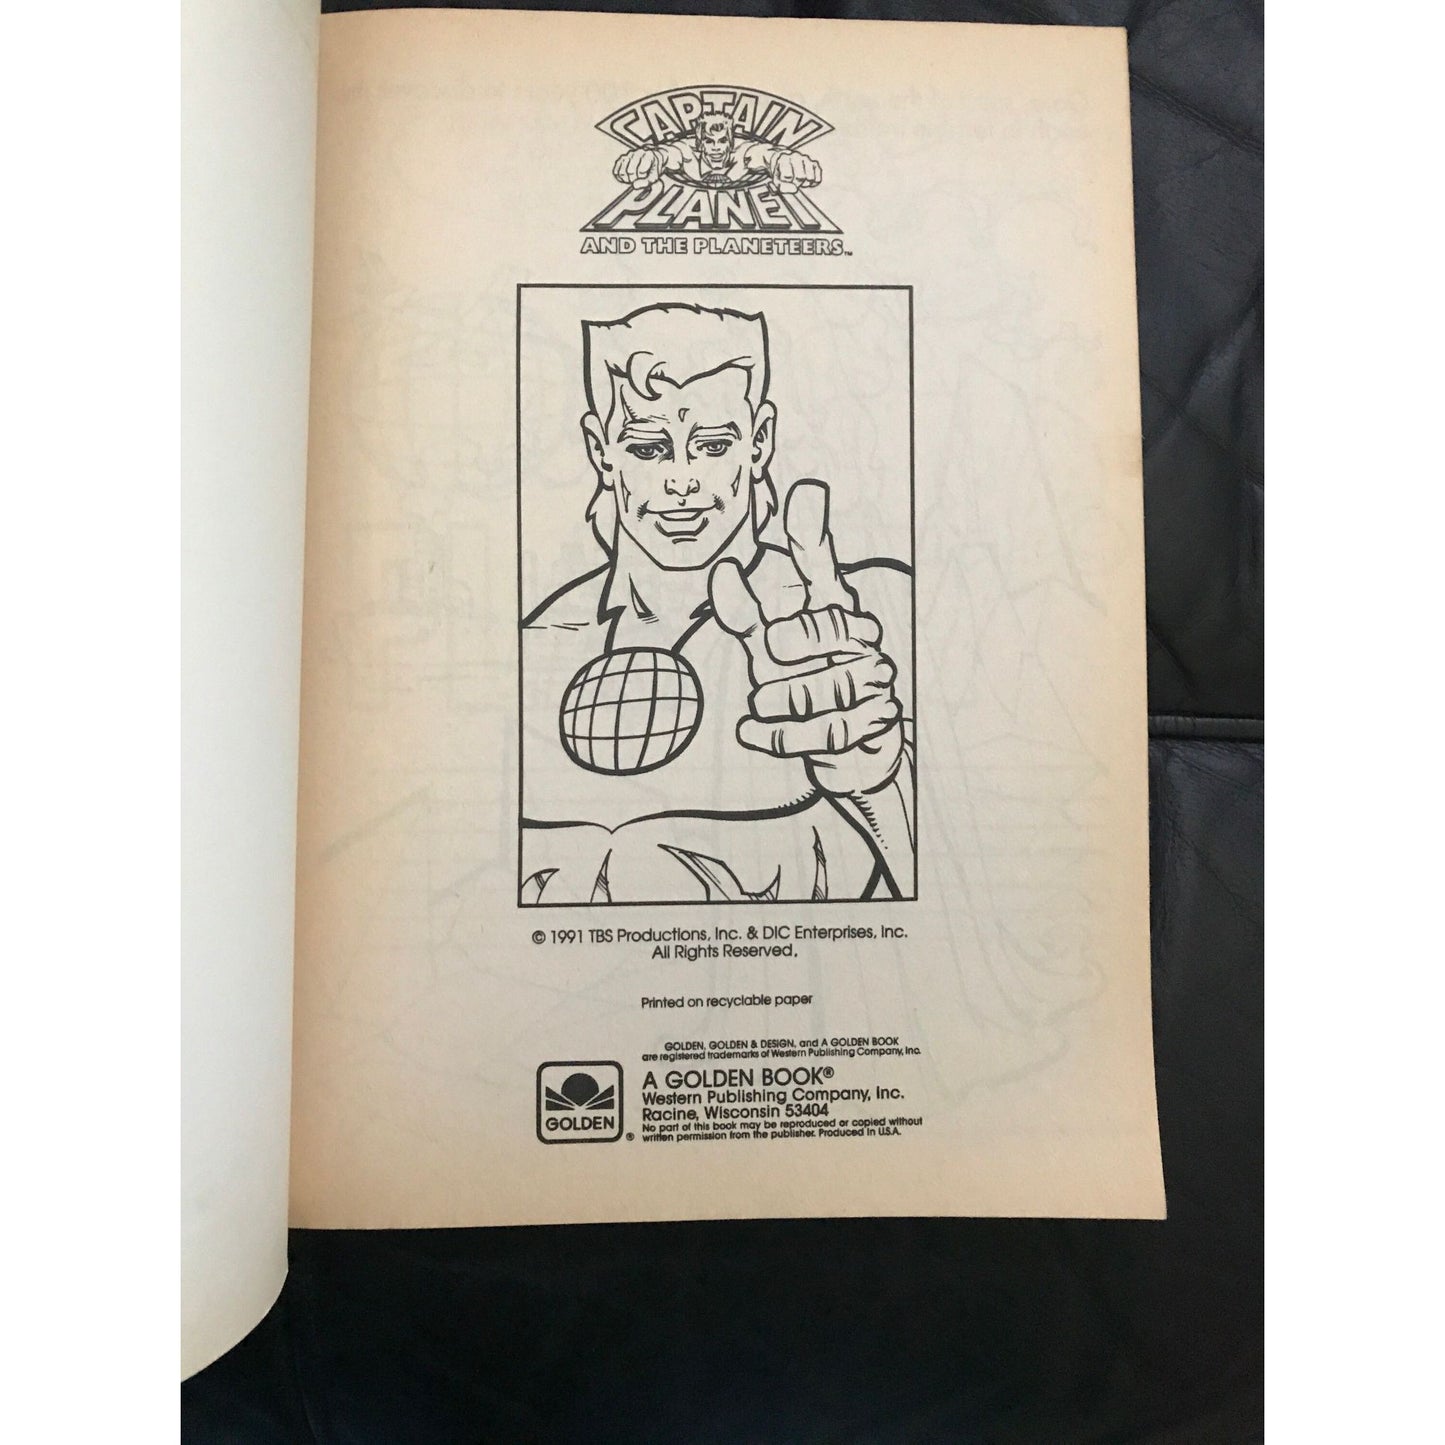 CAPTAIN
PLANET
AND THE PLANETEERS™
© 1991 TBS Productions, Inc. & DIC Enterprises, Inc.
All Rights Reserved.
Printed on recyclable paper
GOLDEN, GOLDEN & DESIGN, and A GOLDEN BOOK
are registered trademarks of Western Publishing Company, Inc.
A GOLDEN BOOK®
Western Publishing Company, Inc.
Racine, Wisconsin 53404
No part of this book may be reproduced or copied without
written permission from the publisher. Produced in U.S.A.
GOLDEN ®